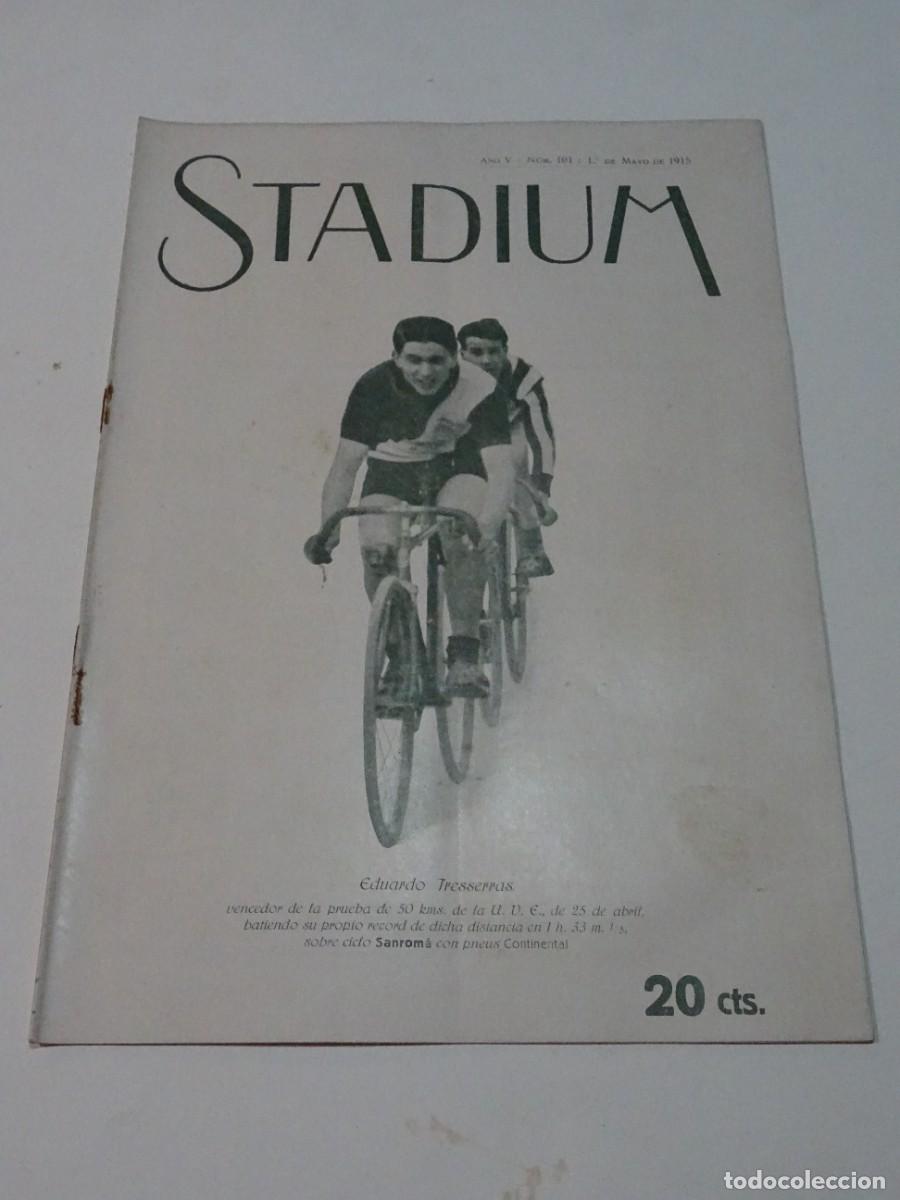 Año V - Núm. 101 : 1.º de Mayo de 1915
STADIUM
Eduardo Tresserras
vencedor de la prueba de 50 kms. de la U. V. E., de 25 de abril,
batiendo su propio record de dicha distancia en 1 h. 33 m. 1 s.
sobre ciclo Sanromá con pneus Continental
20 cts.
todocoleccion